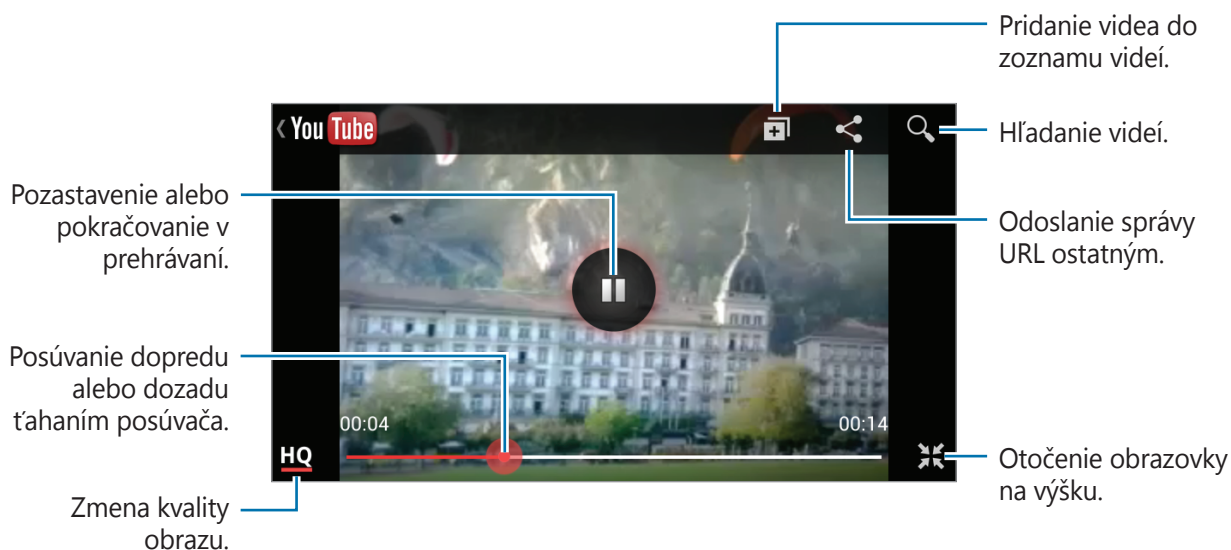 Pridanie videa do
zoznamu videí.
You Tube
Hľadanie videí.
Pozastavenie alebo
pokračovanie v
prehrávaní.
Odoslanie správy
URL ostatným.
Posúvanie dopredu
alebo dozadu
ťahaním posúvača.
00:04
00:14
HQ
Otočenie obrazovky
na výšku.
Zmena kvality
obrazu.